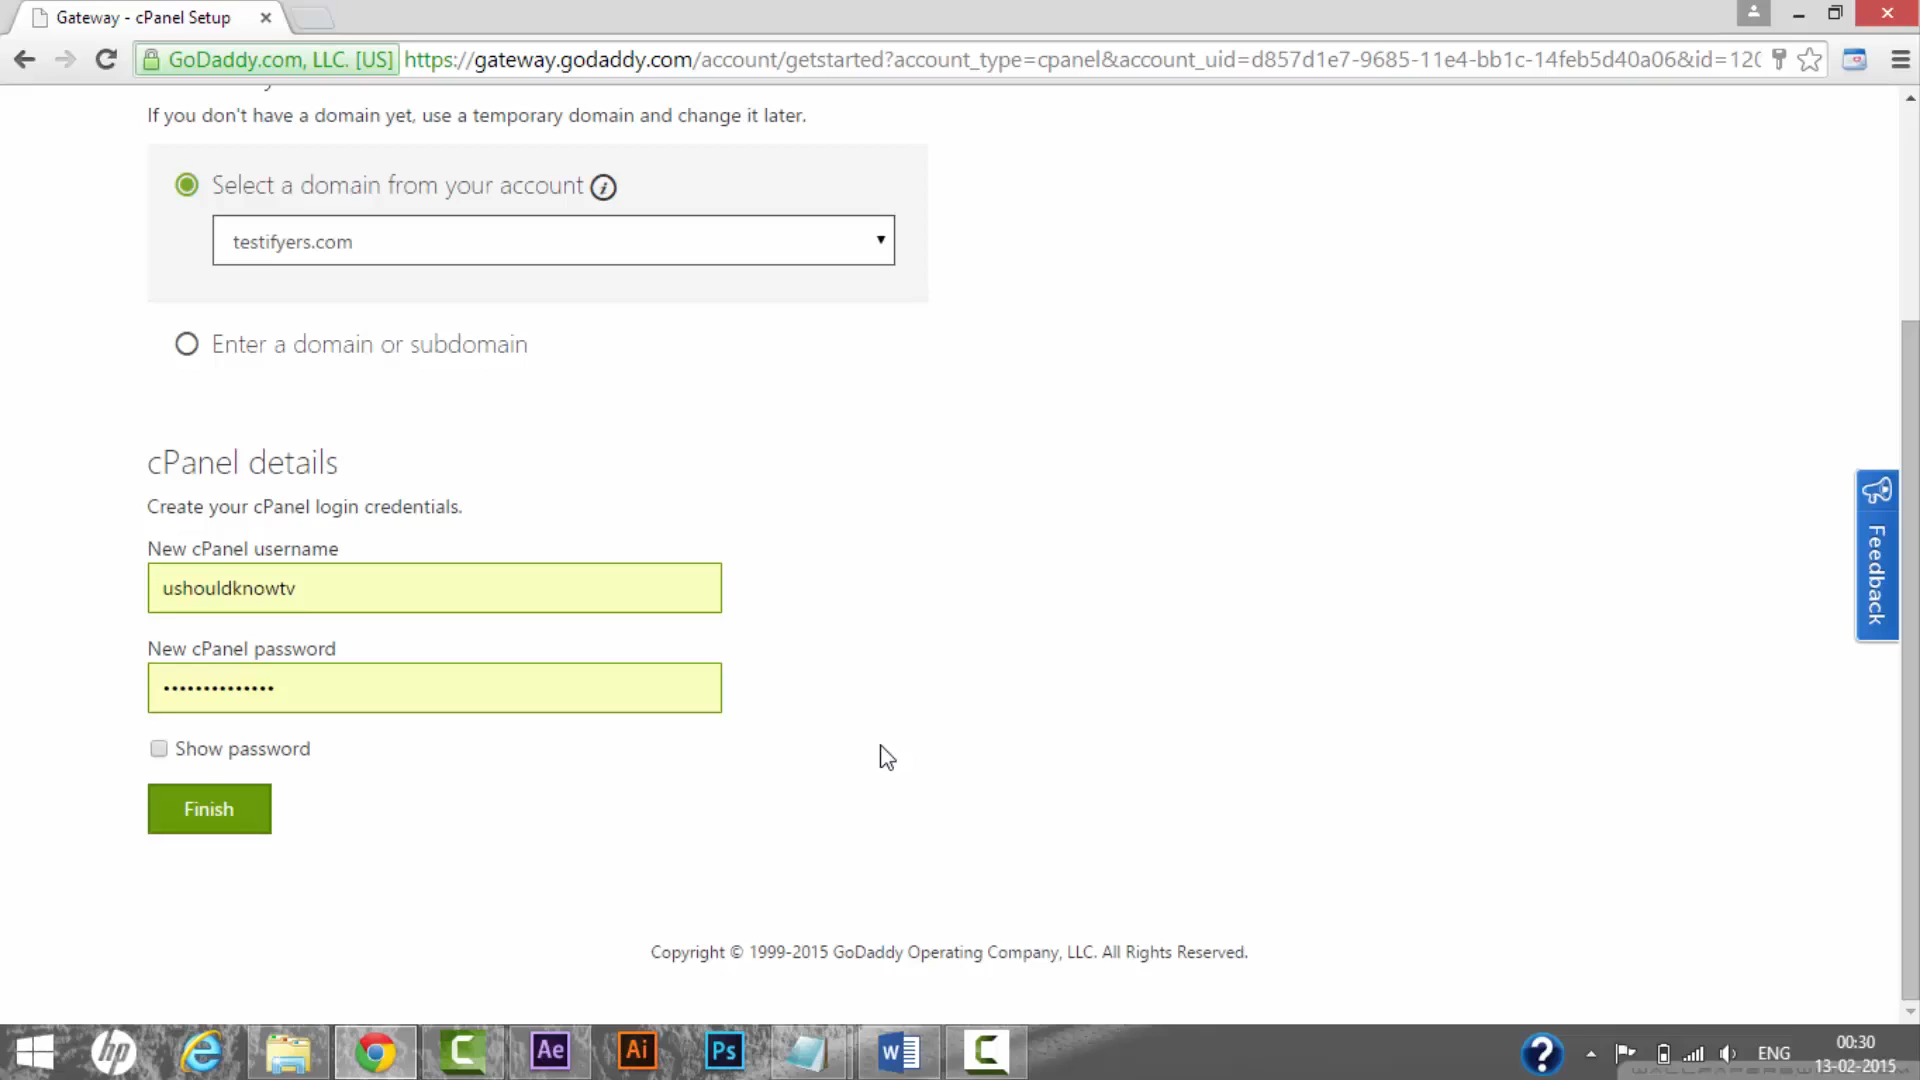 Gateway - cPanel Setup
GoDaddy.com, LLC. [US] https://gateway.godaddy.com/account/getstarted?account_type=cpanel&account_uid=d857d1e7-9685-11e4-bb1c-14feb5d40a06&id=120
If you don't have a domain yet, use a temporary domain and change it later.
Select a domain from your account
testifyers.com
Enter a domain or subdomain
cPanel details
Create your cPanel login credentials.
New cPanel username
ushouldknowtv
New cPanel password
••••••••••••••
Show password
Finish
Feedback
Copyright © 1999-2015 GoDaddy Operating Company, LLC. All Rights Reserved.
hp
Ae
Ai
Ps
ENG
00:30
13-02-2015